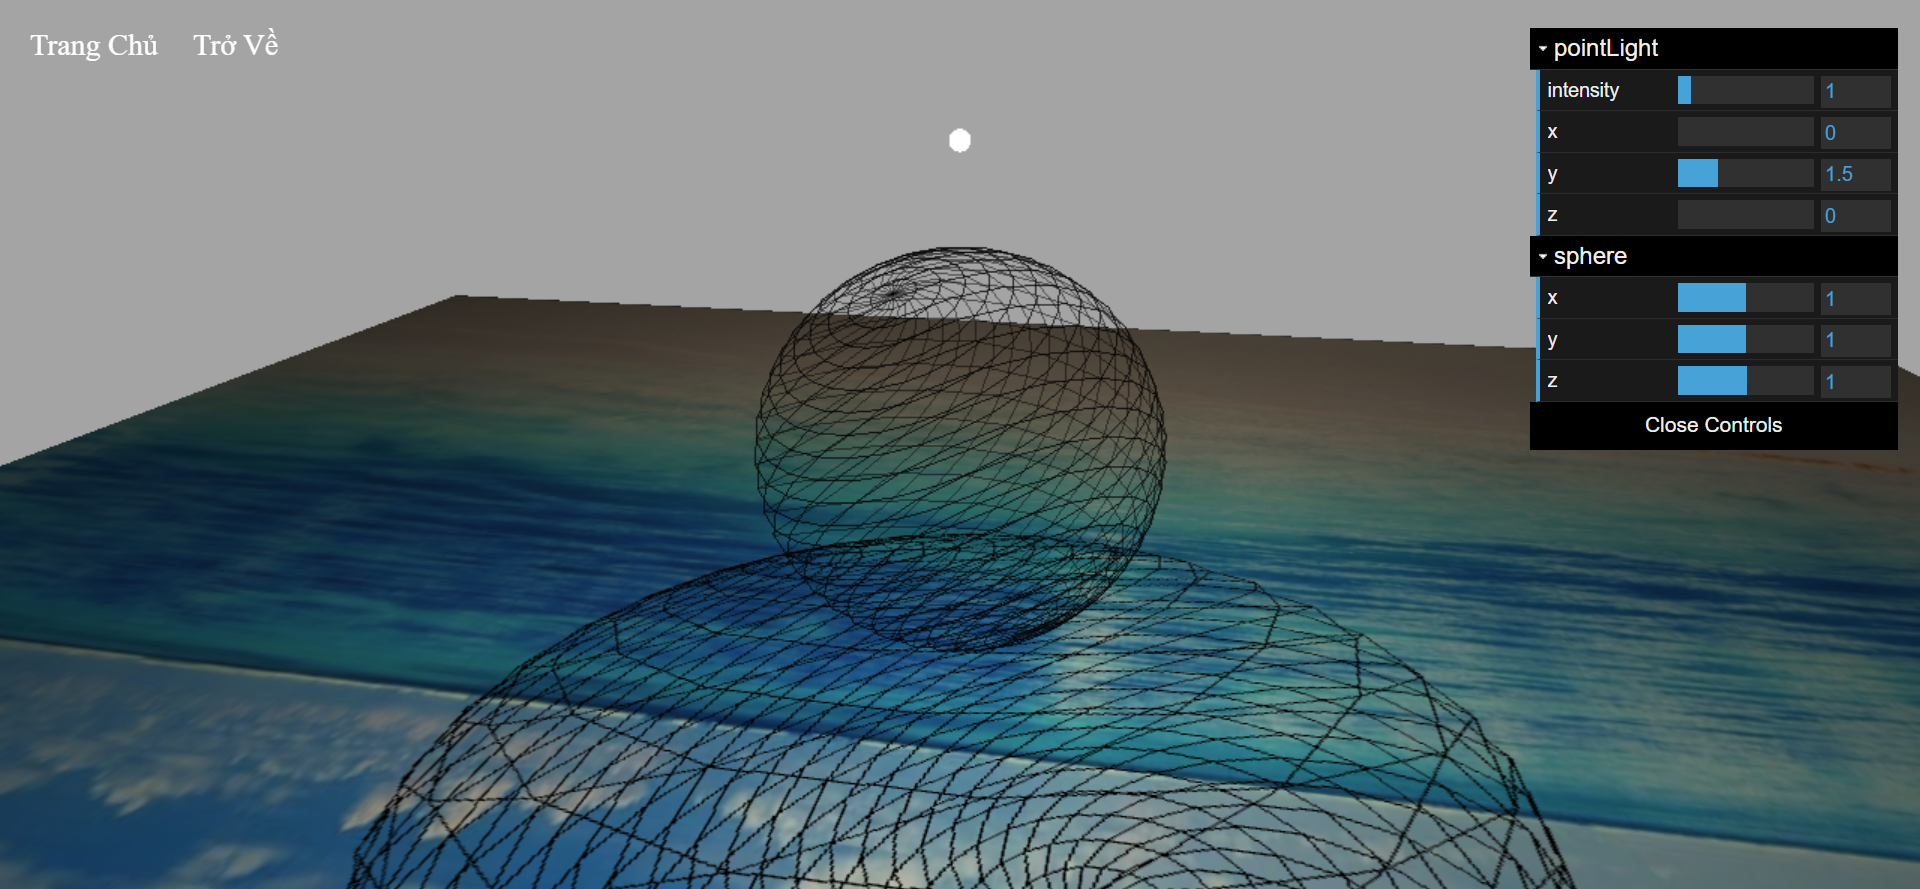 Trang Chủ Trở Về
pointLight
intensity 1
x 0
y 1.5
z 0
sphere
x 1
y 1
z 1
Close Controls